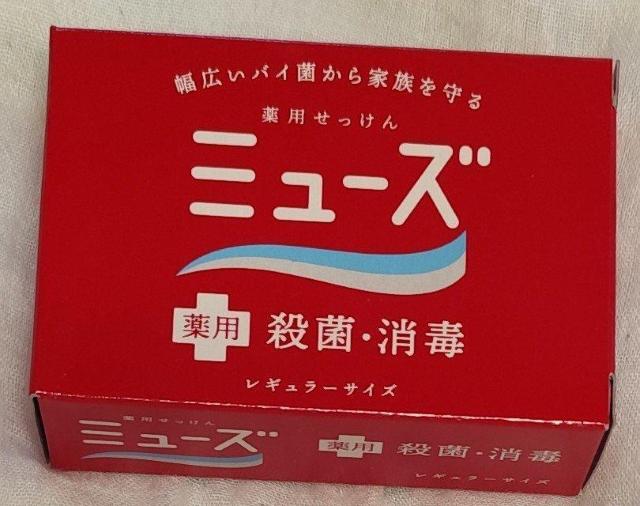 幅広いバイ菌から家族を守る
薬用せっけん
ミューズ
薬用 殺菌・消毒
レギュラーサイズ
薬用せっけん
ミューズ
薬用 殺菌・消毒
レギュラーサイズ